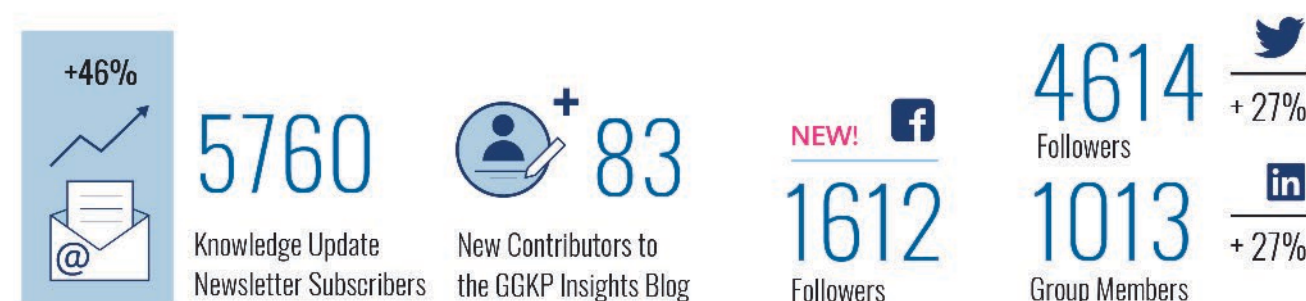 +46%
@
5760
Knowledge Update
Newsletter Subscribers
+
83
New Contributors to
the GGKP Insights Blog
NEW!
f
1612
Followers
4614
Followers
+ 27%
1013
Group Members
in
+ 27%